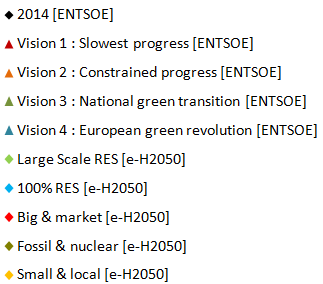 2014 [ENTSOE]
Vision 1 : Slowest progress [ENTSOE]
Vision 2 : Constrained progress [ENTSOE]
Vision 3 : National green transition [ENTSOE]
Vision 4 : European green revolution [ENTSOE]
Large Scale RES [e-H2050]
100% RES [e-H2050]
Big & market [e-H2050]
Fossil & nuclear [e-H2050]
Small & local [e-H2050]